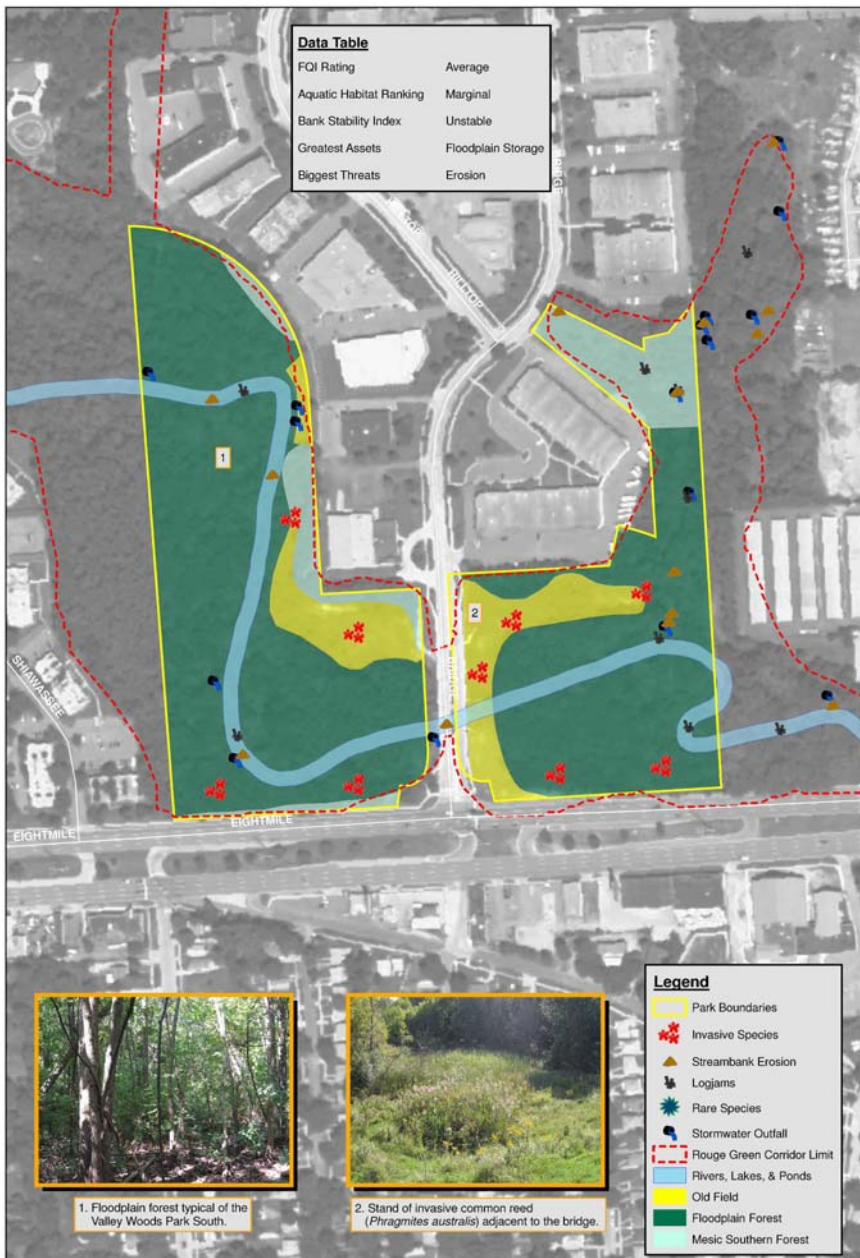 Data Table
FQI Rating Average
Aquatic Habitat Ranking Marginal
Bank Stability Index Unstable
Greatest Assets Floodplain Storage
Biggest Threats Erosion
HILLTOP
1
2
SHIAWASSEE
EIGHTMILE
EIGHTMILE
Legend
Park Boundaries
Invasive Species
Streambank Erosion
Logjams
Rare Species
Stormwater Outfall
Rouge Green Corridor Limit
Rivers, Lakes, & Ponds
Old Field
Floodplain Forest
Mesic Southern Forest
1. Floodplain forest typical of the
Valley Woods Park South.
2. Stand of invasive common reed
(Phragmites australis) adjacent to the bridge.